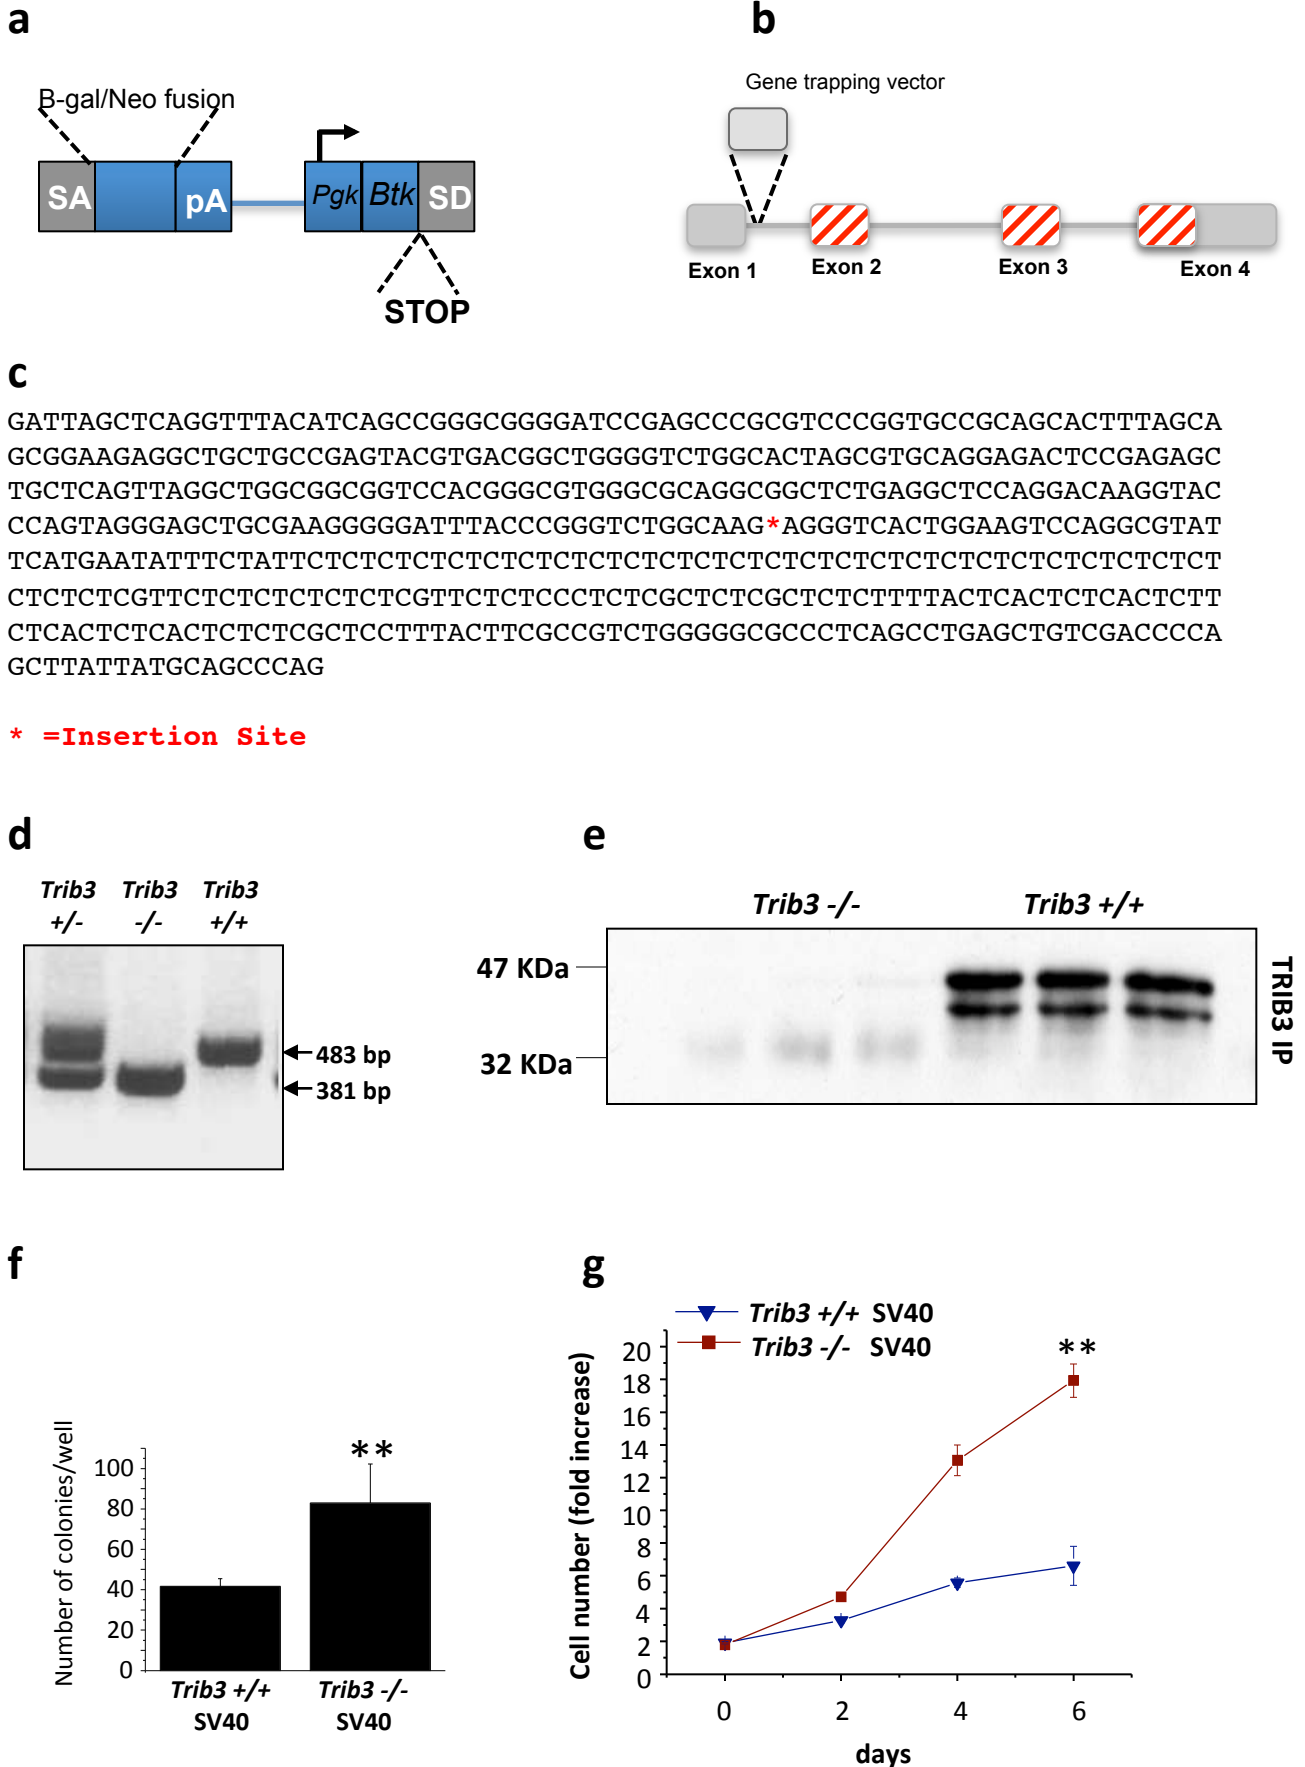 a
B-gal/Neo fusion
SA
pA
Pgk
Btk
SD
STOP
b
Gene trapping vector
Exon 1
Exon 2
Exon 3
Exon 4
c
GATTAGCTCAGGTTTACATCAGCCGGGCGGGGATCCGAGCCCGCGTCCCGGTGCCGCAGCACTTTAGCA
GCGGAAGAGGCTGCTGCCGAGTACGTGACGGCTGGGGTCTGGCACTAGCGTGCAGGAGACTCCGAGAGC
TGCTCAGTTAGGCTGGCGGCGGTCCACGGGCGTGGGCGCAGGCGGCTCTGAGGCTCCAGGACAAGGTAC
CCAGTAGGGAGCTGCGAAGGGGGATTTACCCGGGTCTGGCAAG*AGGGTCACTGGAAGTCCAGGCGTAT
TCATGAATATTTCTATTCTCTCTCTCTCTCTCTCTCTCTCTCTCTCTCTCTCTCTCTCTCTCTCTCTCT
CTCTCTCGTTCTCTCTCTCTCTCGTTCTCTCCCTCTCGCTCTCGCTCTCTTTTACTCACTCTCACTCTT
CTCACTCTCACTCTCTCGCTCCTTTACTTCGCCGTCTGGGGGCGCCCTCAGCCTGAGCTGTCGACCCCA
GCTTATTATGCAGCCCAG
* =Insertion Site
d
Trib3 +/-
Trib3 -/-
Trib3 +/+
483 bp
381 bp
e
Trib3 -/-
Trib3 +/+
47 KDa
32 KDa
TRIB3 IP
f
Number of colonies/well
100
80
60
40
20
0
**
Trib3 +/+
SV40
Trib3 -/-
SV40
g
Trib3 +/+ SV40
Trib3 -/- SV40
Cell number (fold increase)
20
18
16
14
12
10
8
6
4
2
0
**
0
2
4
6
days